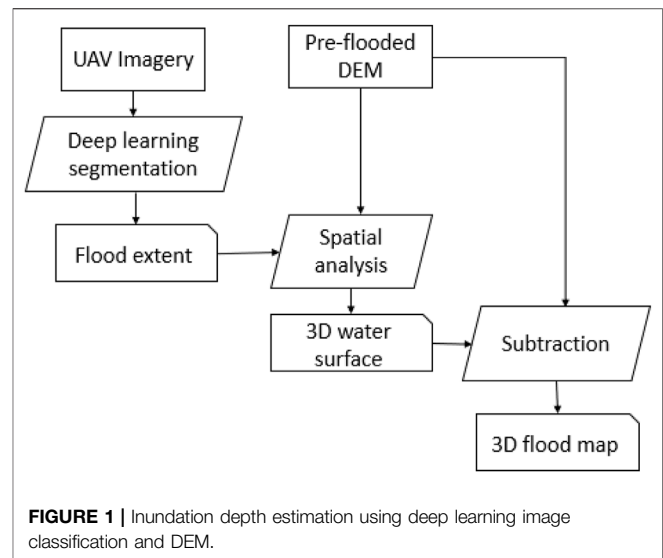 UAV Imagery
Pre-flooded
DEM
Deep learning
segmentation
Flood extent
Spatial
analysis
3D water
surface
Subtraction
3D flood map
FIGURE 1 | Inundation depth estimation using deep learning image
classification and DEM.